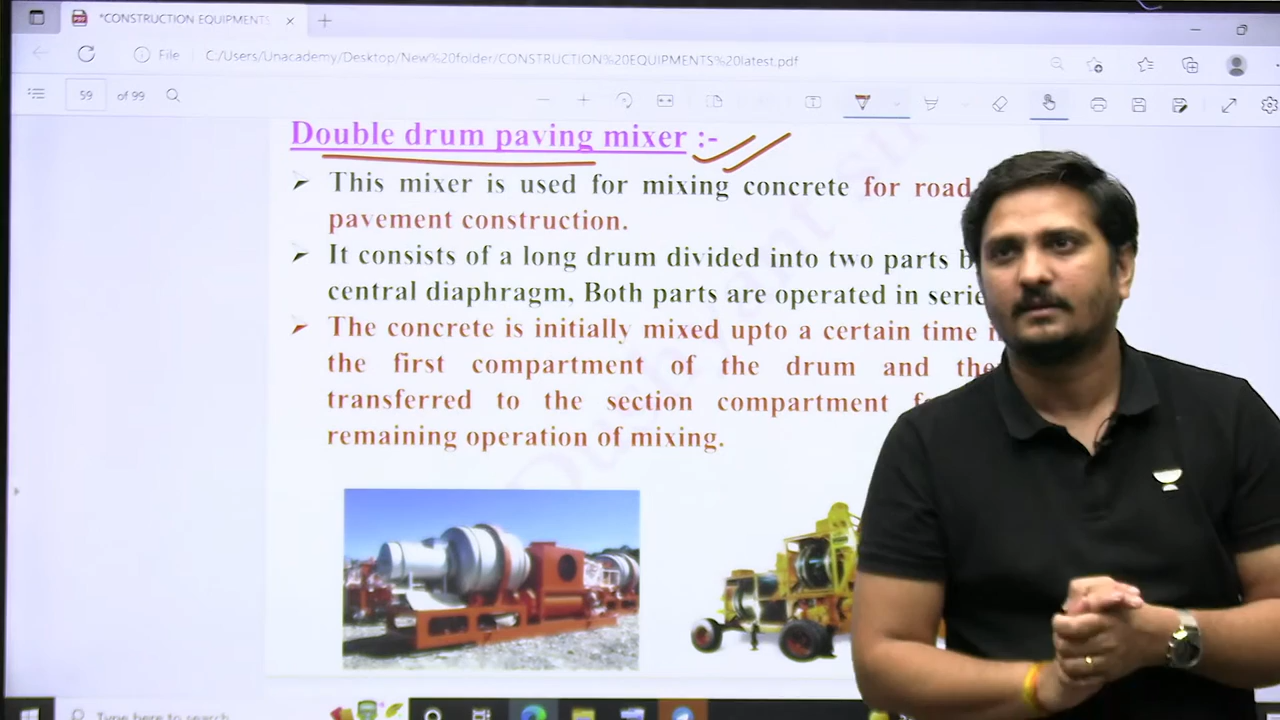 *CONSTRUCTION EQUIPMENTS
File C:/Users/Unacademy/Desktop/New%20folder/CONSTRUCTION%20EQUIPMENTS%20latest.pdf
59 of 99
Double drum paving mixer :-
This mixer is used for mixing concrete for road
pavement construction.
It consists of a long drum divided into two parts
central diaphragm, Both parts are operated in
The concrete is initially mixed upto a certain time
the first compartment of the drum and
transferred to the section compartment
remaining operation of mixing.
Type here to search